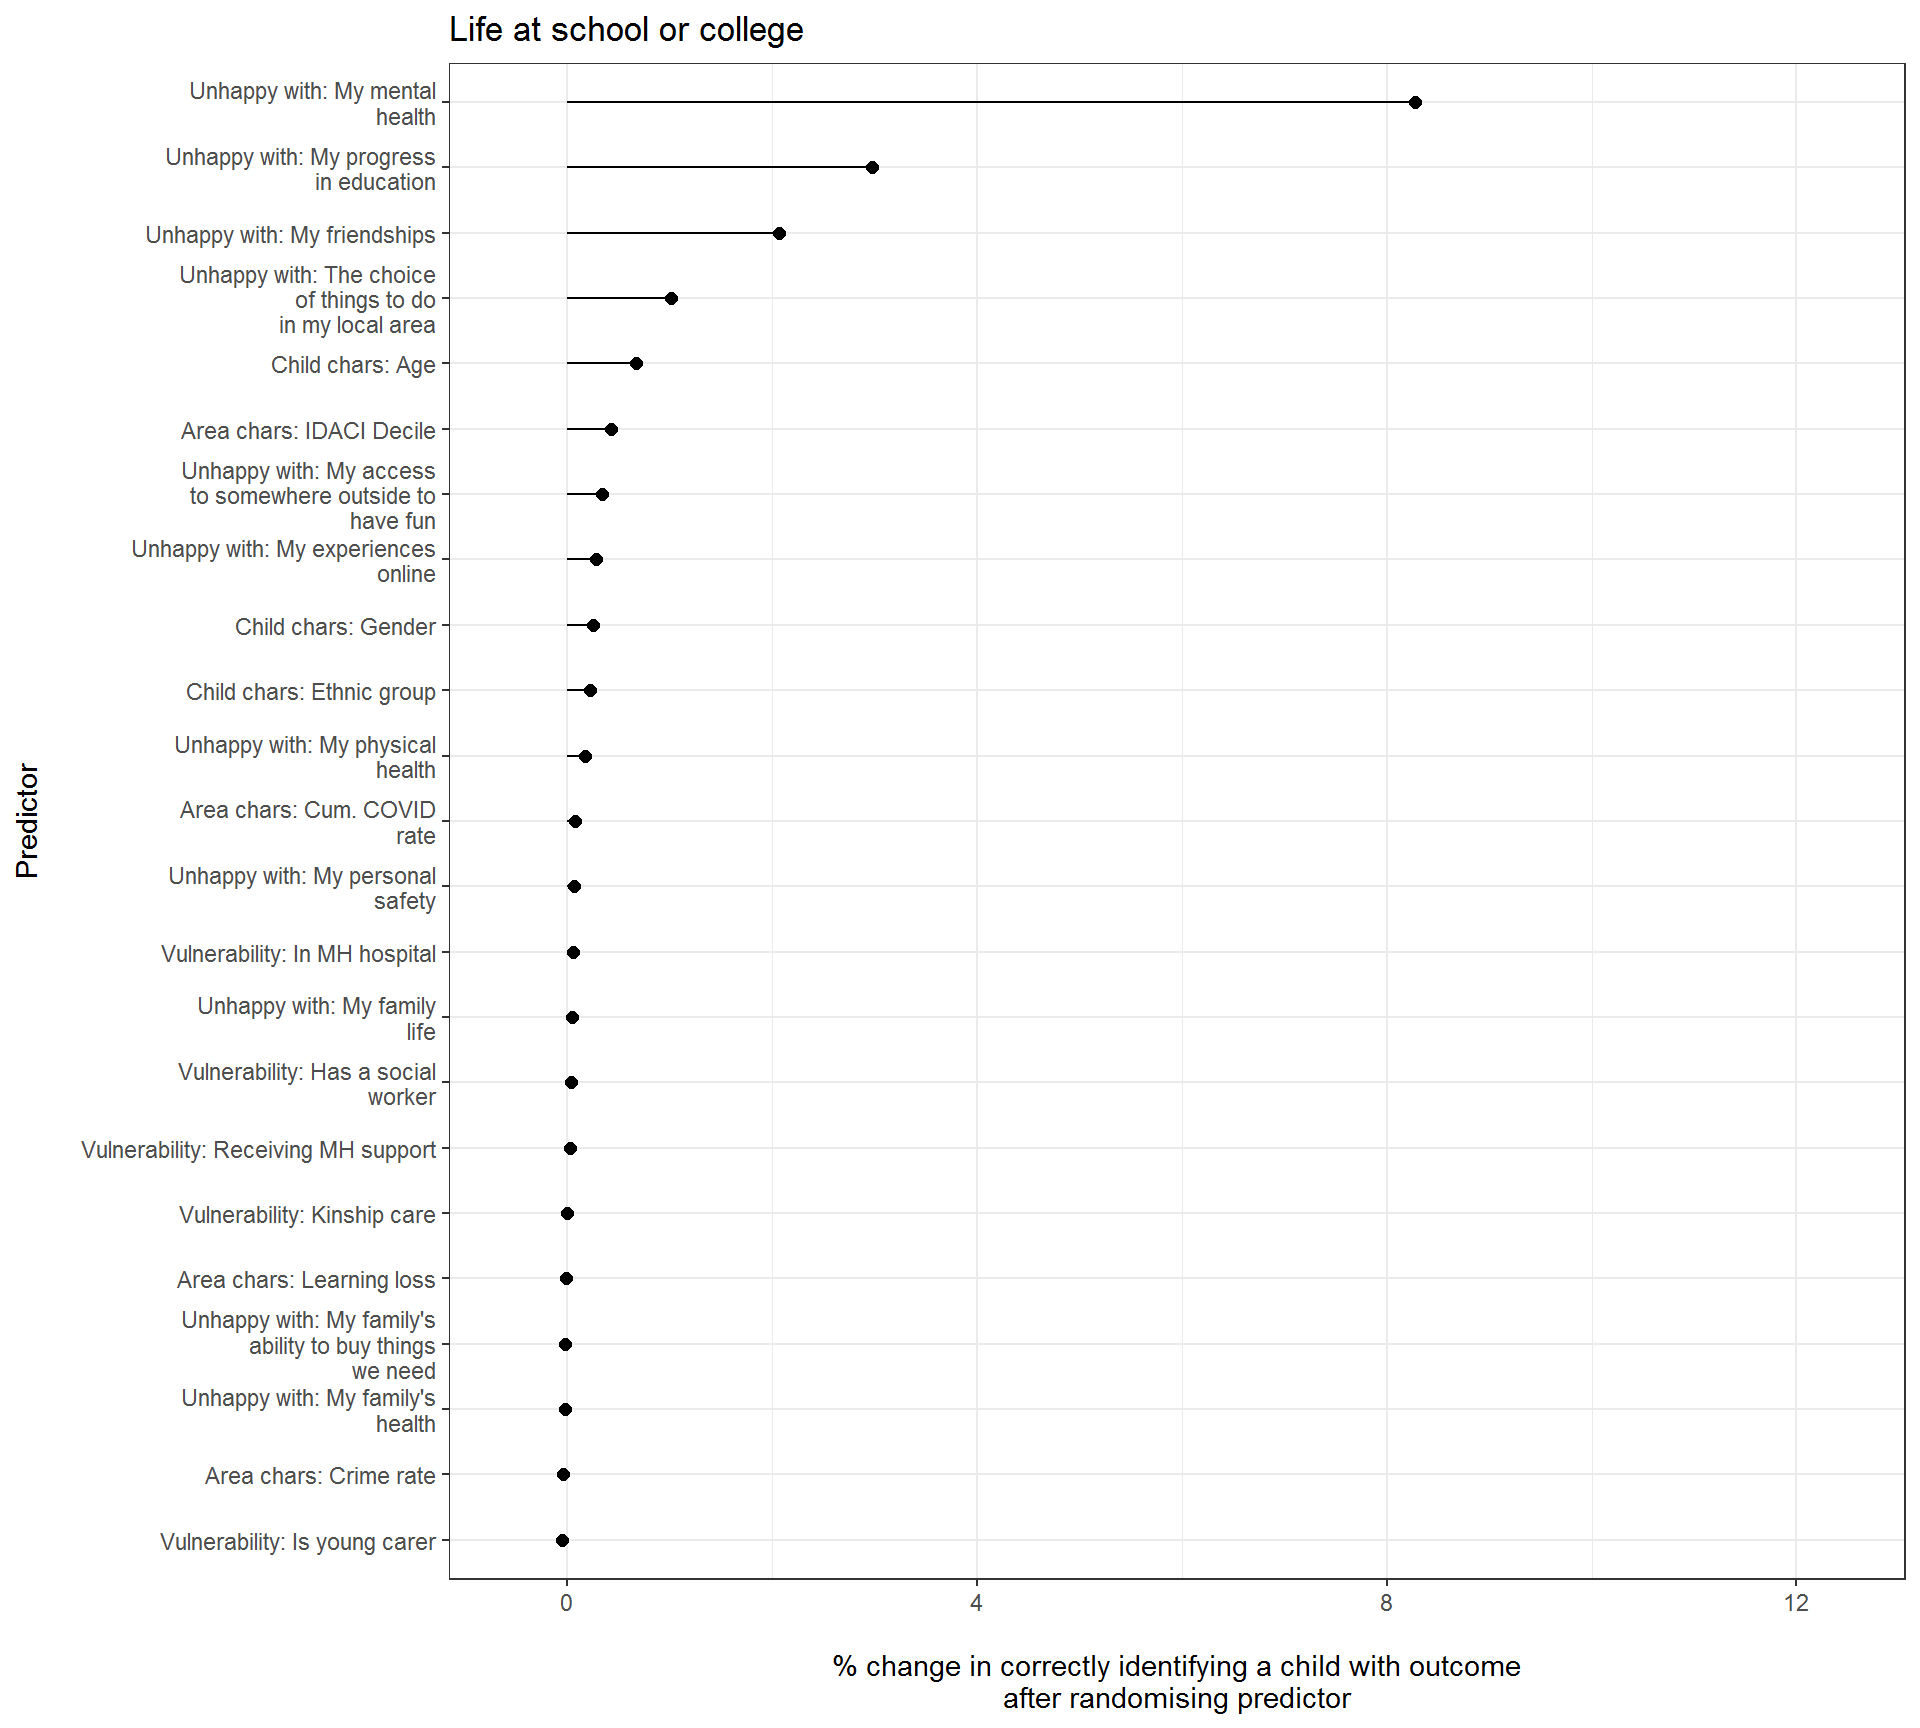 Life at school or college
Unhappy with: My mental
health
Unhappy with: My progress
in education
Unhappy with: My friendships
Unhappy with: The choice
of things to do
in my local area
Child chars: Age
Area chars: IDACI Decile
Unhappy with: My access
to somewhere outside to
have fun
Unhappy with: My experiences
online
Child chars: Gender
Child chars: Ethnic group
Unhappy with: My physical
health
Area chars: Cum. COVID
rate
Unhappy with: My personal
safety
Vulnerability: In MH hospital
Unhappy with: My family
life
Vulnerability: Has a social
worker
Vulnerability: Receiving MH support
Vulnerability: Kinship care
Area chars: Learning loss
Unhappy with: My family's
ability to buy things
we need
Unhappy with: My family's
health
Area chars: Crime rate
Vulnerability: Is young carer
Predictor
0 4 8 12
% change in correctly identifying a child with outcome
after randomising predictor